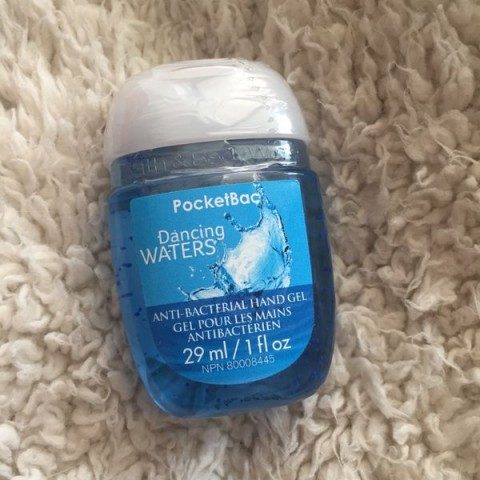 PocketBac
Dancing
WATERS
ANTI-BACTERIAL HAND GEL
GEL POUR LES MAINS
ANTIBACTÉRIEN
29 ml / 1 fl oz
NPN 80008445